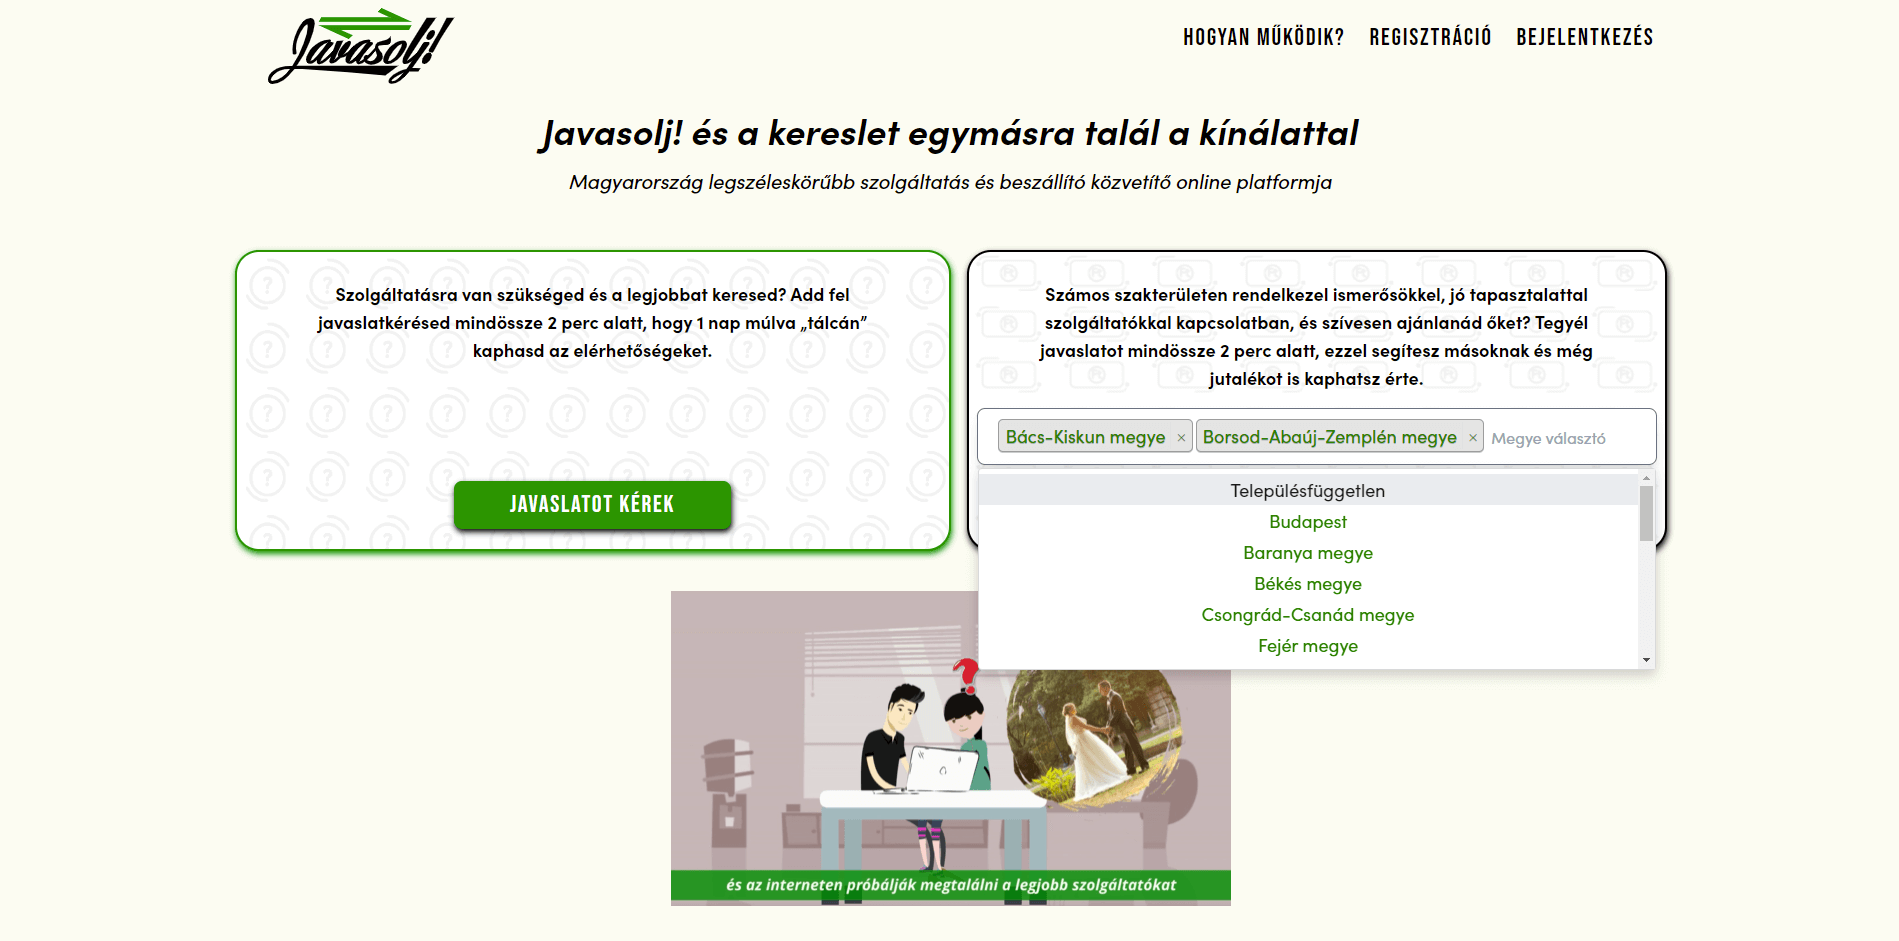 Javasolj!
HOGYAN MŰKÖDIK?
REGISZTRÁCIÓ
BEJELENTKEZÉS
Javasolj! és a kereslet egymásra talál a kínálattal
Magyarország legszéleskörűbb szolgáltatás és beszállító közvetítő online platformja
Szolgáltatásra van szükséged és a legjobbat keresed? Add fel
javaslatkérésed mindössze 2 perc alatt, hogy 1 nap múlva „tálcán”
kaphasd az elérhetőségeket.
JAVASLATOT KÉREK
Számos szakterületen rendelkezel ismerősökkel, jó tapasztalattal
szolgáltatókkal kapcsolatban, és szívesen ajánlanád őket? Tegyél
javaslatot mindössze 2 perc alatt, ezzel segítesz másoknak és még
jutalékot is kaphatsz érte.
Bács-Kiskun megye × Borsod-Abaúj-Zemplén megye × Megye választó
Településfüggetlen
Budapest
Baranya megye
Békés megye
Csongrád-Csanád megye
Fejér megye
és az interneten próbálják megtalálni a legjobb szolgáltatókat